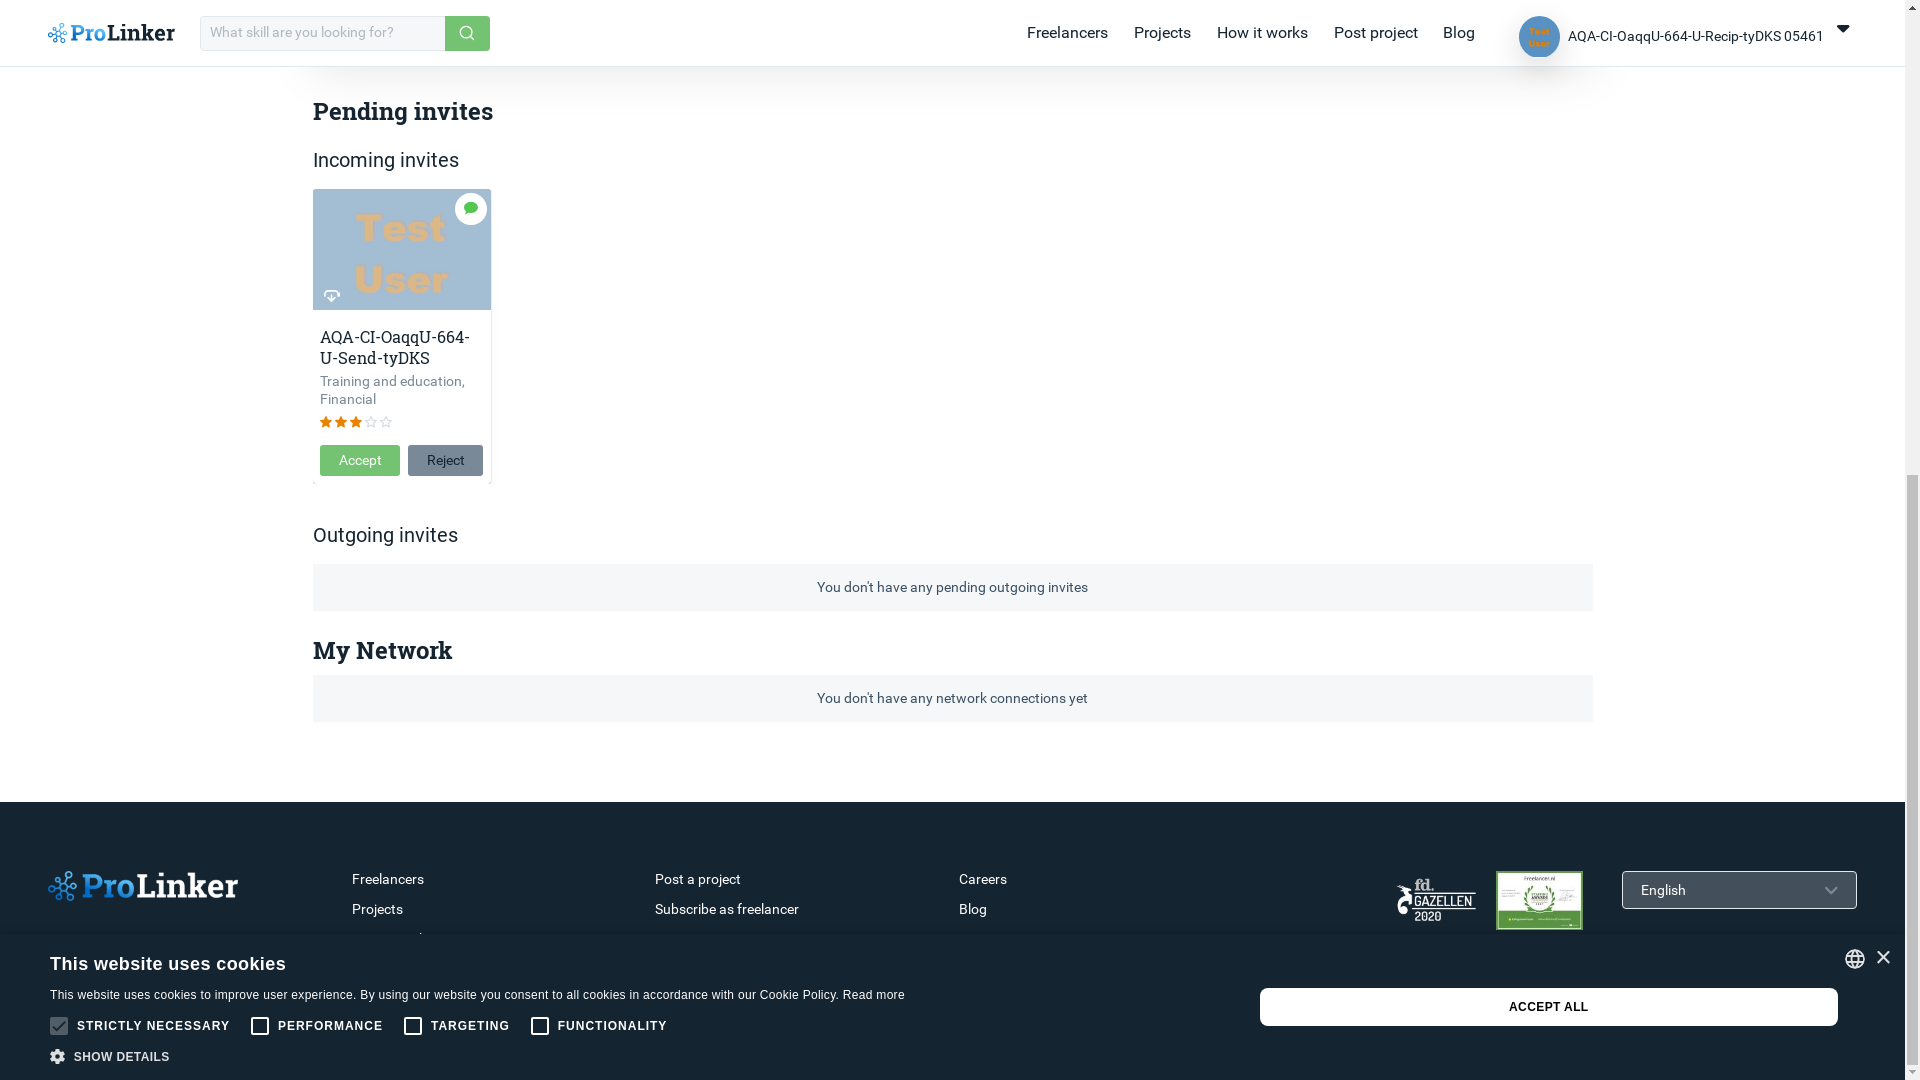 ProLinker
What skill are you looking for?
Freelancers
Projects
How it works
Post project
Blog
Test
User
AQA-CI-OaqqU-664-U-Recip-tyDKS 05461
Pending invites
Incoming invites
Test
User
AQA-CI-OaqqU-664-
U-Send-tyDKS
Training and education,
Financial
Accept
Reject
Outgoing invites
You don't have any pending outgoing invites
My Network
You don't have any network connections yet
ProLinker
Freelancers
Projects
Post a project
Subscribe as freelancer
Careers
Blog
fd.
GAZELLEN
2020
Freelancer.nl
English
This website uses cookies
This website uses cookies to improve user experience. By using our website you consent to all cookies in accordance with our Cookie Policy. Read more
STRICTLY NECESSARY
PERFORMANCE
TARGETING
FUNCTIONALITY
SHOW DETAILS
ACCEPT ALL